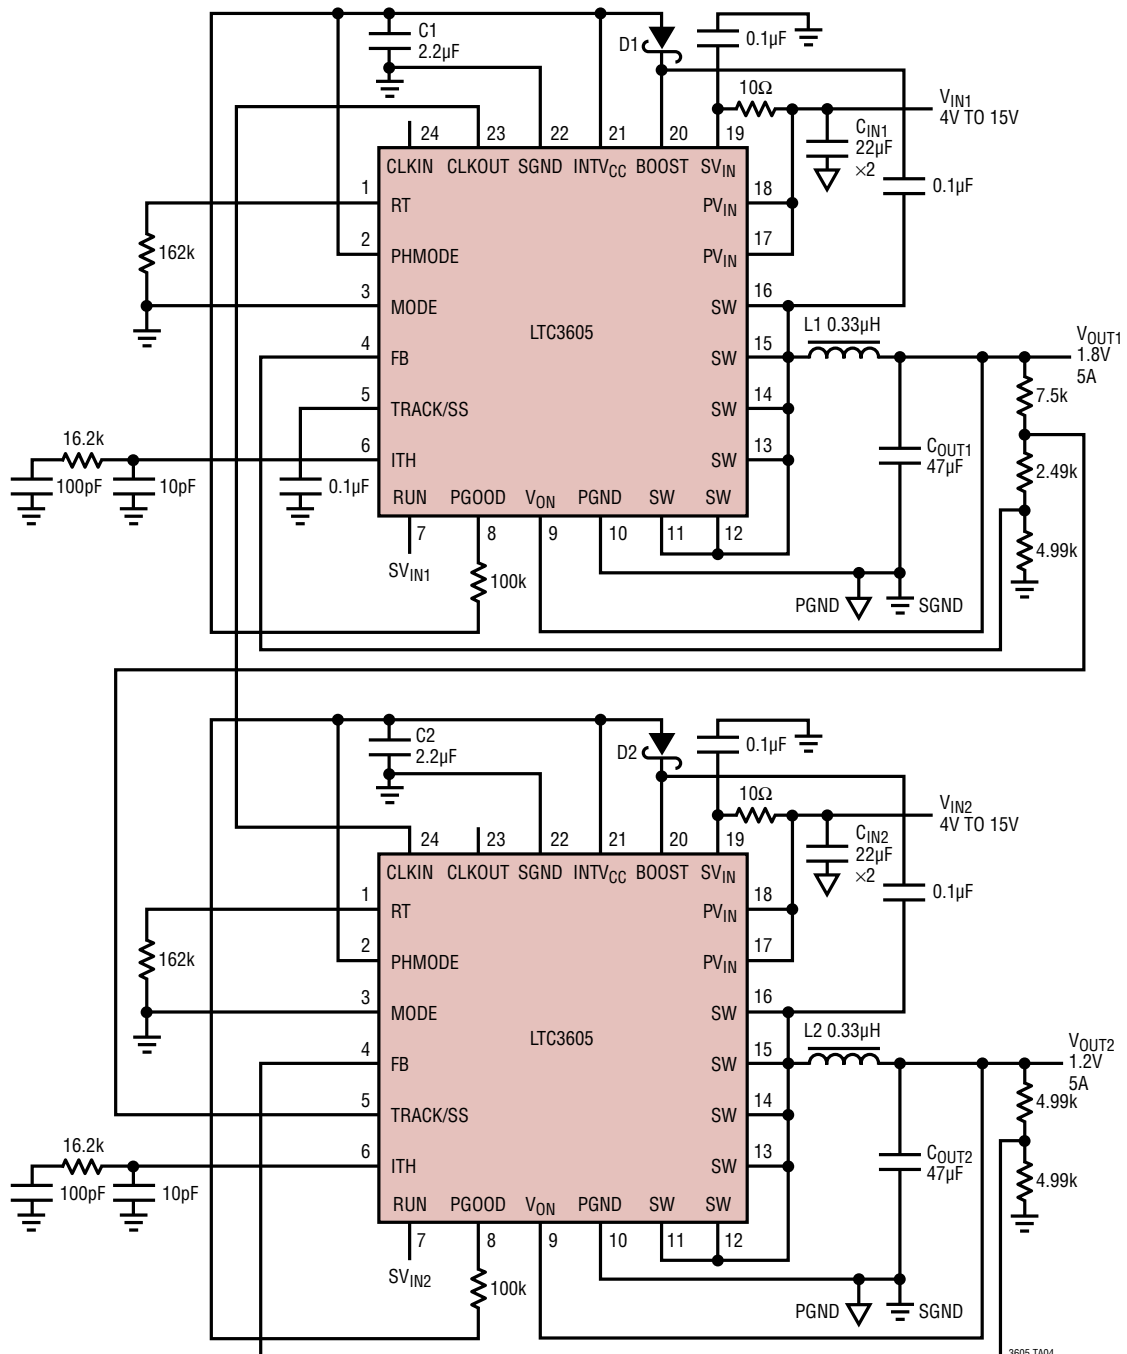 C1
2.2µF
D1
0.1µF
10Ω
VIN1
4V TO 15V
CIN1
22µF
×2
0.1µF
24 23 22 21 20 19
CLKIN CLKOUT SGND INTVCC BOOST SVIN
1 RT
162k
2 PHMODE
3 MODE
4 FB
5 TRACK/SS
6 ITH
18 PVIN
17 PVIN
16 SW
15 SW
14 SW
13 SW
LTC3605
L1 0.33µH
VOUT1
1.8V
5A
7.5k
2.49k
4.99k
COUT1
47µF
16.2k
100pF
10pF
0.1µF
RUN PGOOD VON PGND SW SW
7 8 9 10 11 12
SVIN1
100k
PGND
SGND
C2
2.2µF
D2
0.1µF
10Ω
VIN2
4V TO 15V
CIN2
22µF
×2
0.1µF
24 23 22 21 20 19
CLKIN CLKOUT SGND INTVCC BOOST SVIN
1 RT
162k
2 PHMODE
3 MODE
4 FB
5 TRACK/SS
6 ITH
18 PVIN
17 PVIN
16 SW
15 SW
14 SW
13 SW
LTC3605
L2 0.33µH
VOUT2
1.2V
5A
4.99k
4.99k
COUT2
47µF
16.2k
100pF
10pF
RUN PGOOD VON PGND SW SW
7 8 9 10 11 12
SVIN2
100k
PGND
SGND
3605 TA04